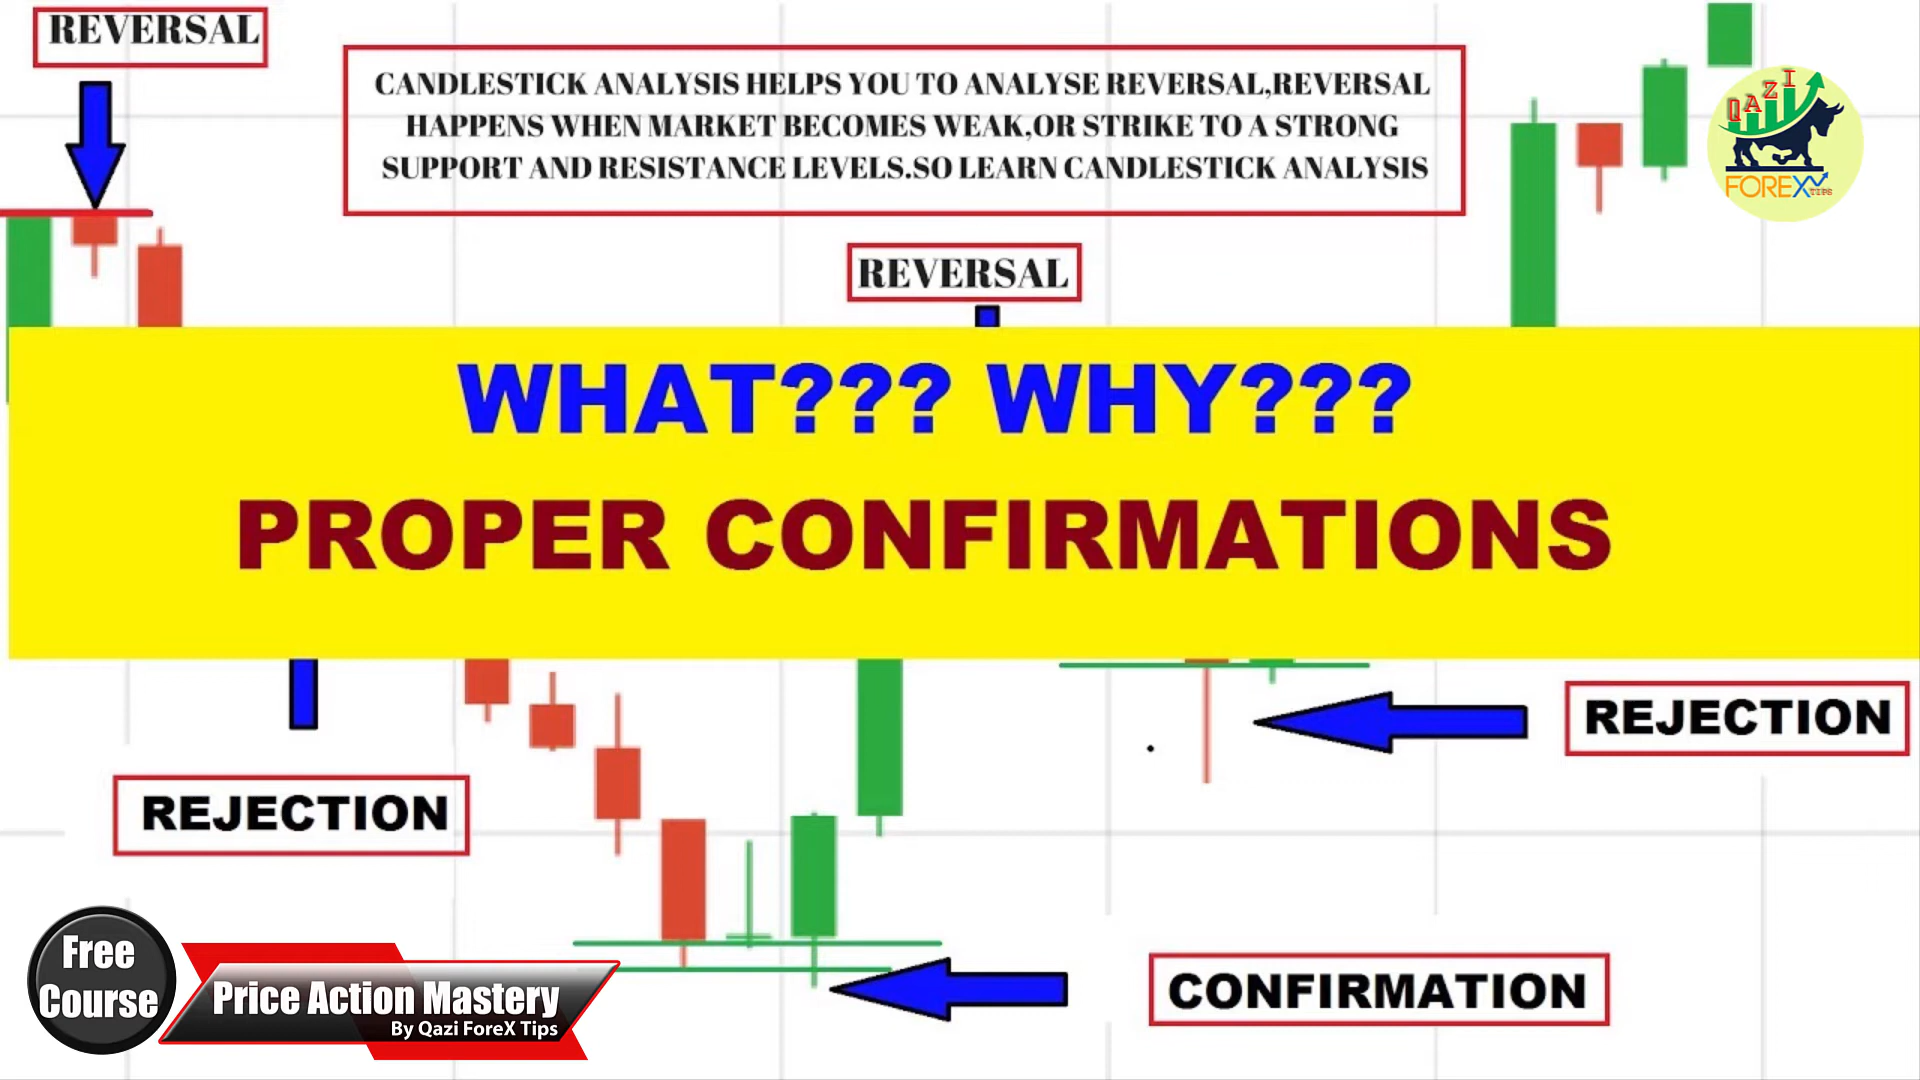 REVERSAL
CANDLESTICK ANALYSIS HELPS YOU TO ANALYSE REVERSAL,REVERSAL
HAPPENS WHEN MARKET BECOMES WEAK,OR STRIKE TO A STRONG
SUPPORT AND RESISTANCE LEVELS.SO LEARN CANDLESTICK ANALYSIS
QAZI
FOREX
TIPS
REVERSAL
WHAT??? WHY???
PROPER CONFIRMATIONS
REJECTION
REJECTION
CONFIRMATION
Free
Course
Price Action Mastery
By Qazi ForeX Tips